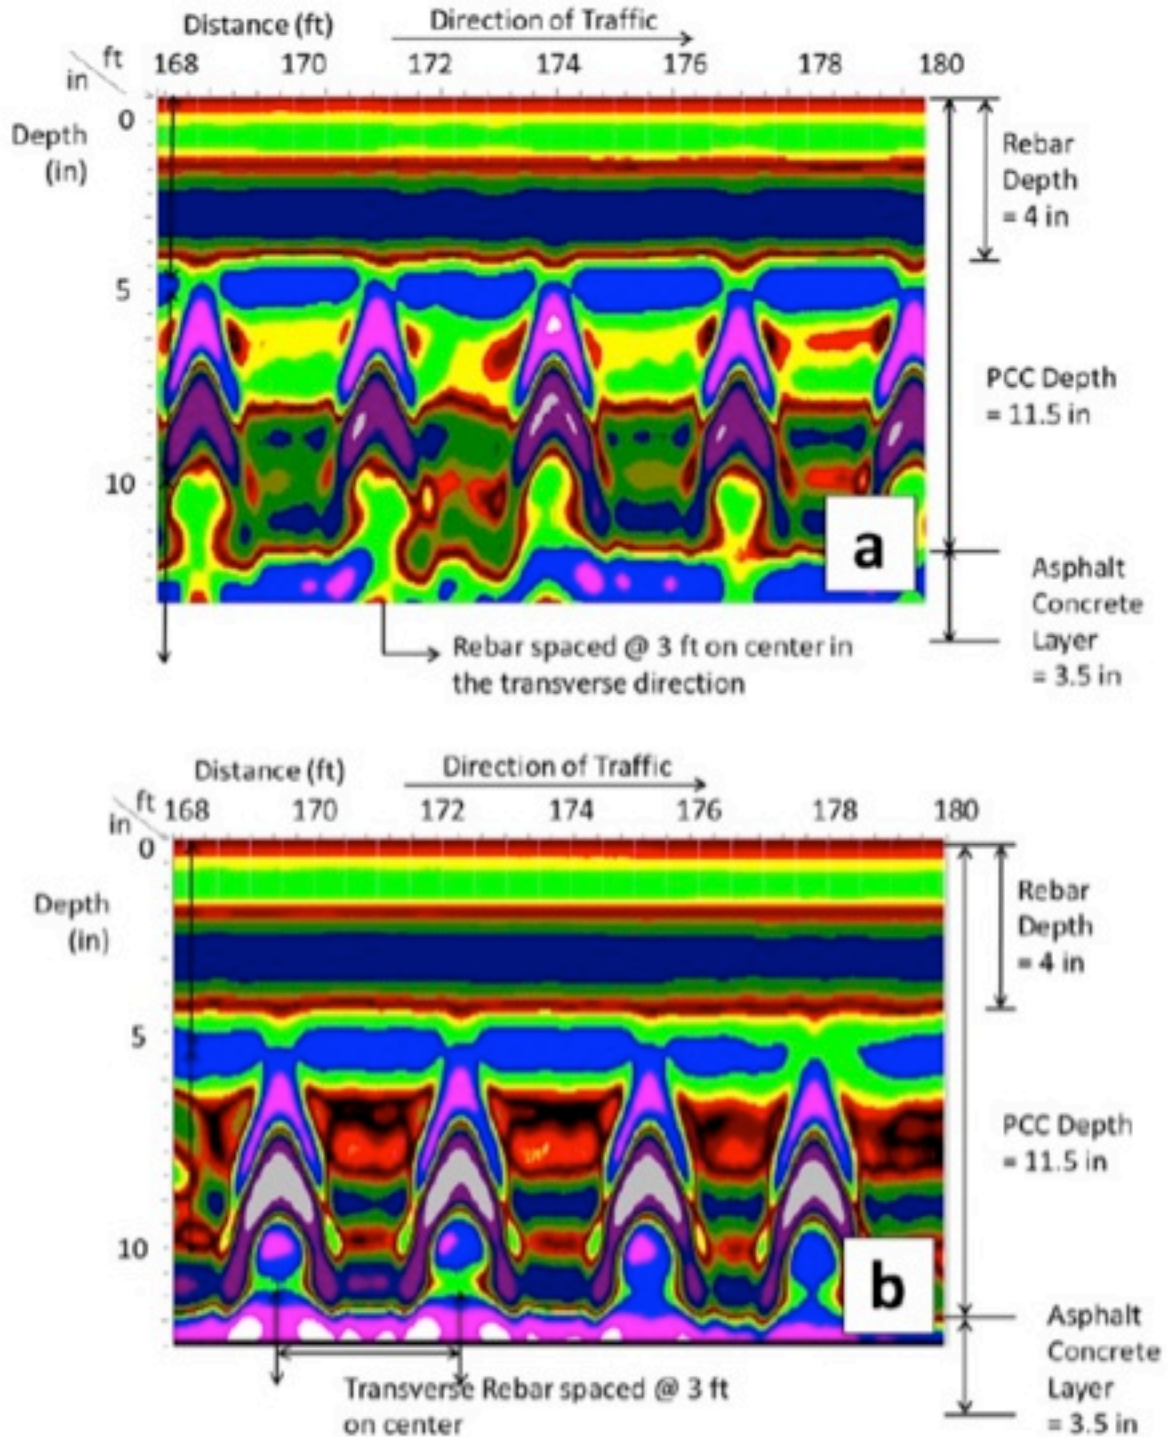 Distance (ft) Direction of Traffic
ft
in
168 170 172 174 176 178 180
0
Depth
(in)
5
10
Rebar
Depth
= 4 in
PCC Depth
= 11.5 in
a
Asphalt
Concrete
Layer
= 3.5 in
Rebar spaced @ 3 ft on center in
the transverse direction
Distance (ft) Direction of Traffic
ft
in
168 170 172 174 176 178 180
0
Depth
(in)
5
10
Rebar
Depth
= 4 in
PCC Depth
= 11.5 in
b
Asphalt
Concrete
Layer
= 3.5 in
Transverse Rebar spaced @ 3 ft
on center